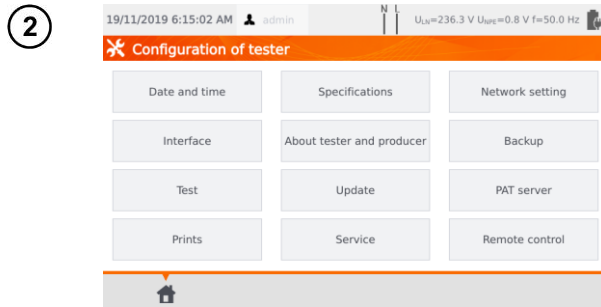 2
19/11/2019 6:15:02 AM admin N L U_LN=236.3 V U_NPE=0.8 V f=50.0 Hz
Configuration of tester
Date and time Specifications Network setting
Interface About tester and producer Backup
Test Update PAT server
Prints Service Remote control